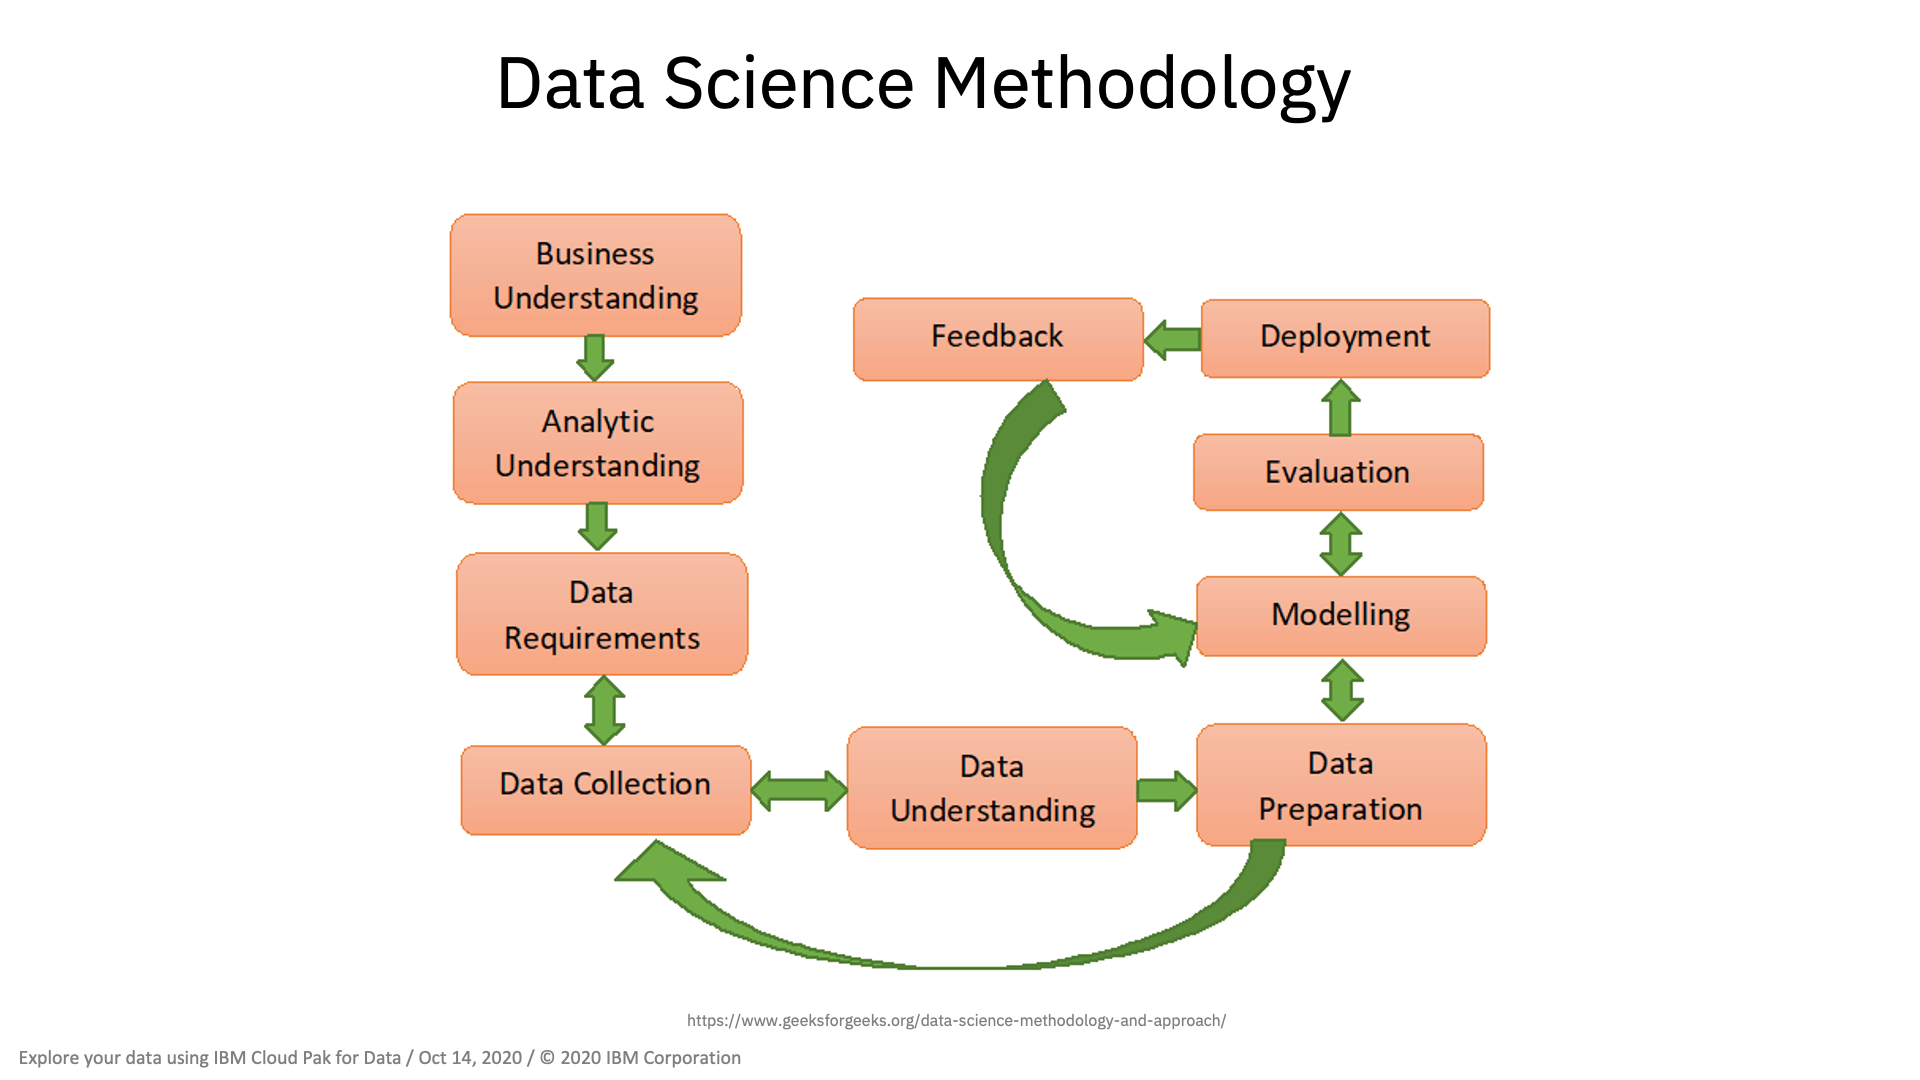 Data Science Methodology
Business
Understanding
Analytic
Understanding
Data
Requirements
Data Collection
Data
Understanding
Data
Preparation
Modelling
Evaluation
Deployment
Feedback
https://www.geeksforgeeks.org/data-science-methodology-and-approach/
Explore your data using IBM Cloud Pak for Data / Oct 14, 2020 / © 2020 IBM Corporation